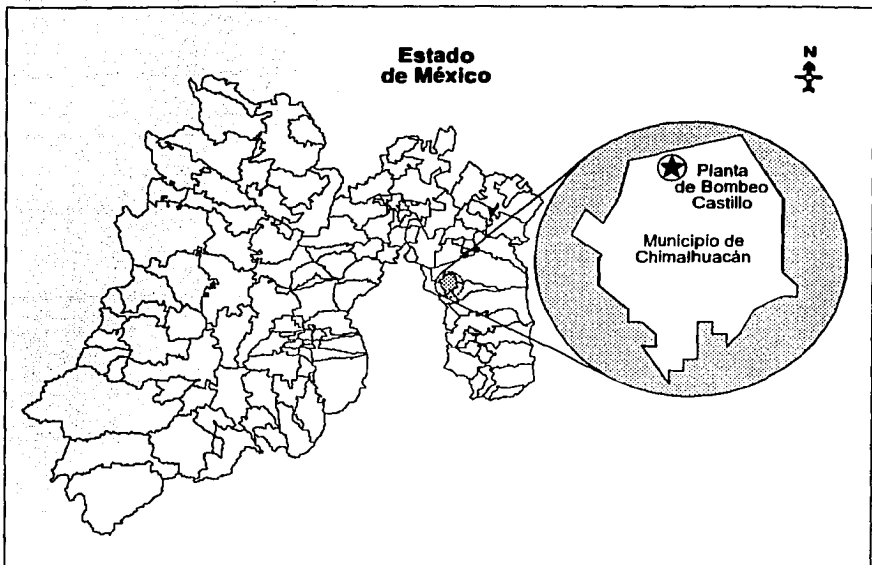 Estado
de México
N
Planta
de Bombeo
Castillo
Municipio de
Chimalhuacán